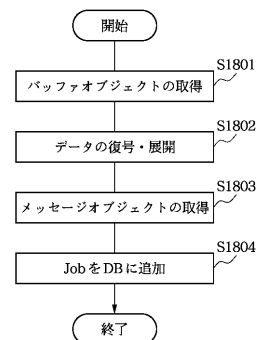 開始
S1801
バッファオブジェクトの取得
S1802
データの復号・展開
S1803
メッセージオブジェクトの取得
S1804
JobをDBに追加
終了